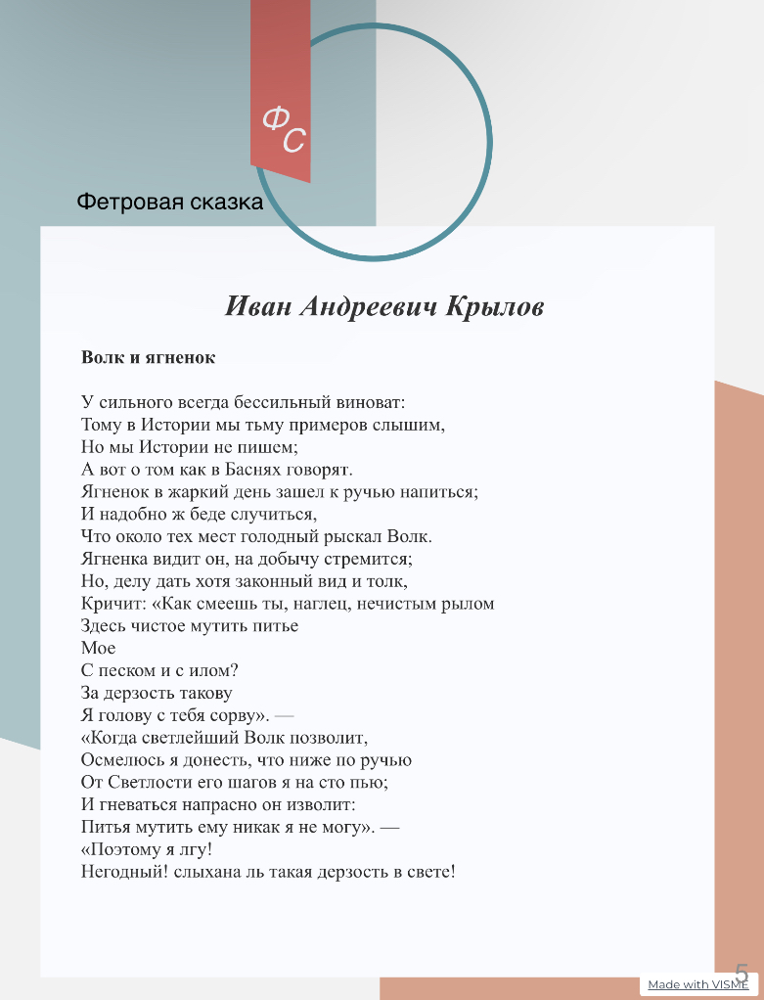 Ф
С
Фетровая сказка
Иван Андреевич Крылов
Волк и ягненок
У сильного всегда бессильный виноват:
Тому в Истории мы тьму примеров слышим,
Но мы Истории не пишем;
А вот о том как в Баснях говорят.
Ягненок в жаркий день зашел к ручью напиться;
И надобно ж беде случиться,
Что около тех мест голодный рыскал Волк.
Ягненка видит он, на добычу стремится;
Но, делу дать хотя законный вид и толк,
Кричит: «Как смеешь ты, наглец, нечистым рылом
Здесь чистое мутить питье
Мое
С песком и с илом?
За дерзость такову
Я голову с тебя сорву». —
«Когда светлейший Волк позволит,
Осмелюсь я донесть, что ниже по ручью
От Светлости его шагов я на сто пью;
И гневаться напрасно он изволит:
Питья мутить ему никак я не могу». —
«Поэтому я лгу!
Негодный! слыхана ль такая дерзость в свете!
5
Made with VISME